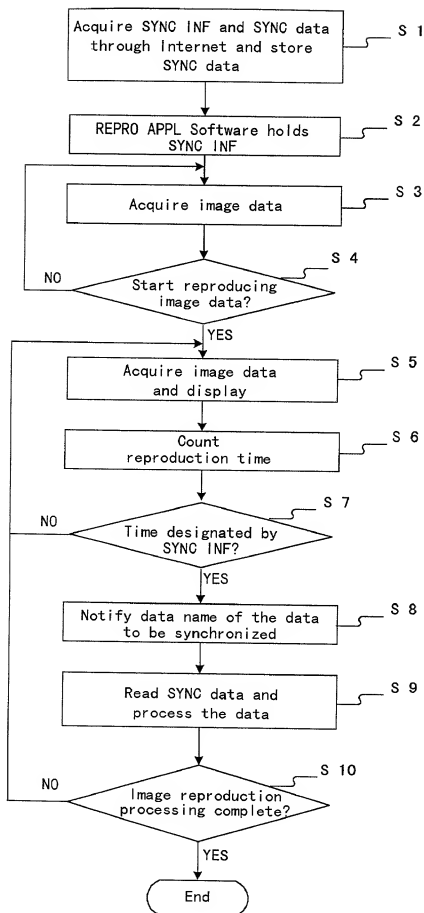 Acquire SYNC INF and SYNC data
through Internet and store
SYNC data
S 1
REPRO APPL Software holds
SYNC INF
S 2
Acquire image data
S 3
S 4
NO
Start reproducing
image data?
YES
Acquire image data
and display
S 5
Count
reproduction time
S 6
S 7
NO
Time designated by
SYNC INF?
YES
Notify data name of the data
to be synchronized
S 8
Read SYNC data and
process the data
S 9
S 10
NO
Image reproduction
processing complete?
YES
End